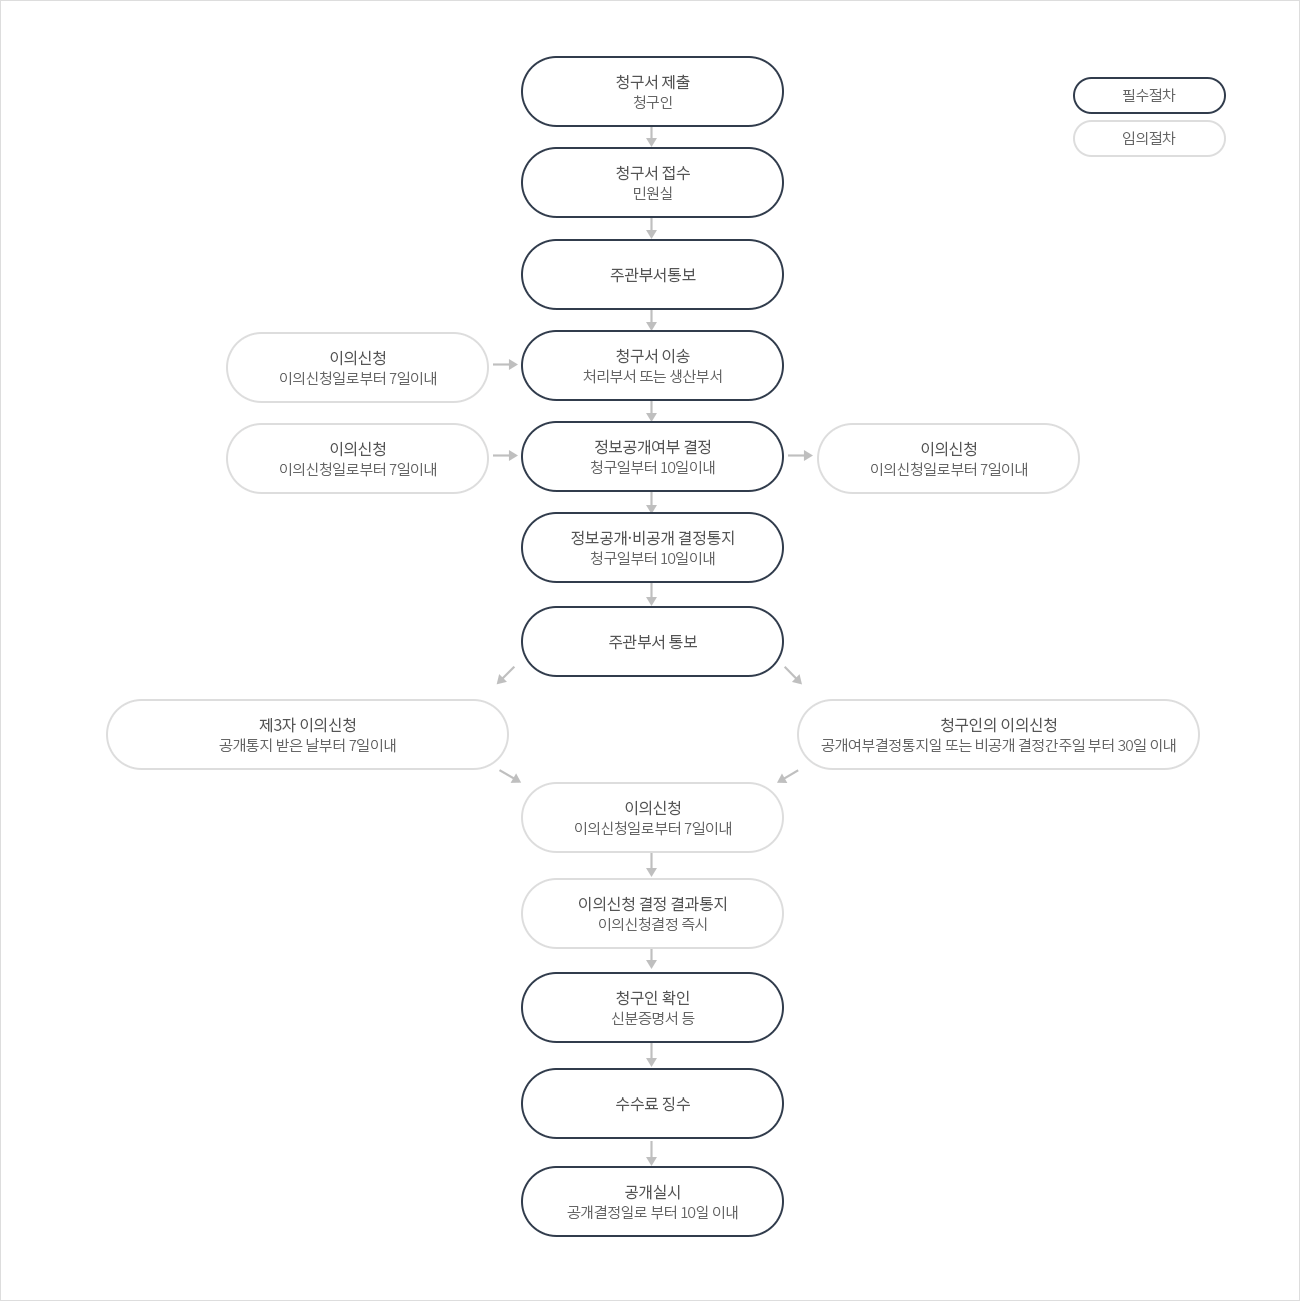 청구서 제출
청구인
필수절차
임의절차
청구서 접수
민원실
주관부서통보
이의신청
이의신청일로부터 7일이내
청구서 이송
처리부서 또는 생산부서
이의신청
이의신청일로부터 7일이내
정보공개여부 결정
청구일부터 10일이내
이의신청
이의신청일로부터 7일이내
정보공개·비공개 결정통지
청구일부터 10일이내
주관부서 통보
제3자 이의신청
공개통지 받은 날부터 7일이내
청구인의 이의신청
공개여부결정통지일 또는 비공개 결정간주일 부터 30일 이내
이의신청
이의신청일로부터 7일이내
이의신청 결정 결과통지
이의신청결정 즉시
청구인 확인
신분증명서 등
수수료 징수
공개실시
공개결정일로 부터 10일 이내